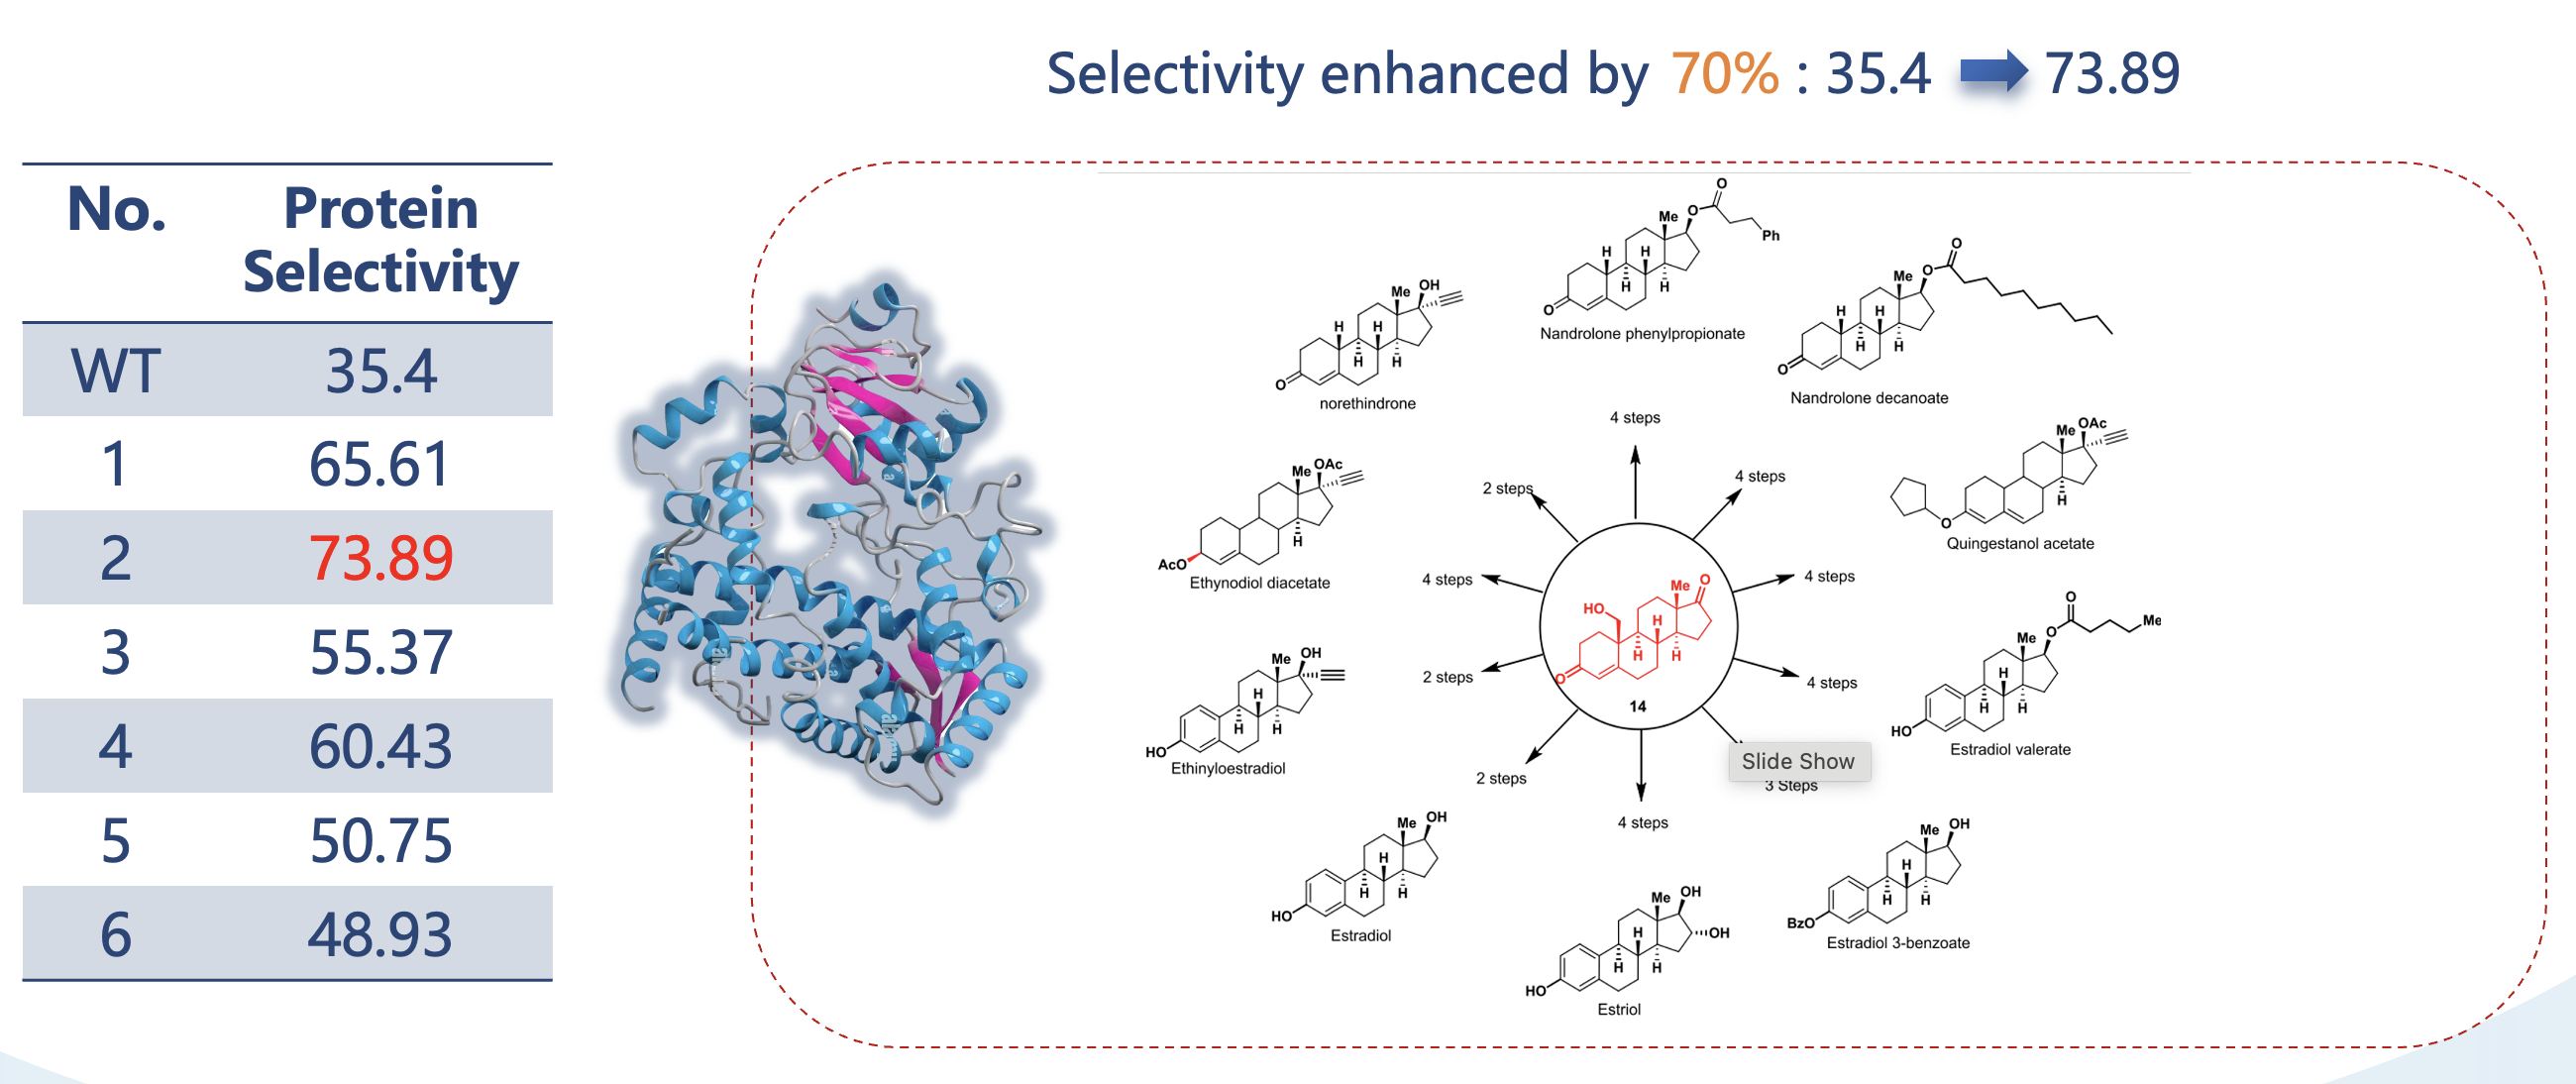 Selectivity enhanced by 70% : 35.4 73.89
No. Protein
Selectivity
WT 35.4
1 65.61
2 73.89
3 55.37
4 60.43
5 50.75
6 48.93
O
Me O
Ph
H H
H H
O
Nandrolone phenylpropionate
O
Me O
H H
H H
O
Nandrolone decanoate
Me OH
H H
H H
O
norethindrone
4 steps
2 steps
4 steps
Me OAc
H
O
Quingestanol acetate
Me OAc
H
AcO
Ethynodiol diacetate
4 steps
4 steps
Me O
HO
H
H H
O
14
2 steps
4 steps
O
Me
Me O
H
H H
HO
Estradiol valerate
Me OH
H
H H
HO
Ethinyloestradiol
2 steps
4 steps
Slide Show
3 Steps
Me OH
H
H H
HO
Estradiol
Me OH
OH
H
H H
HO
Estriol
Me OH
H
H H
BzO
Estradiol 3-benzoate